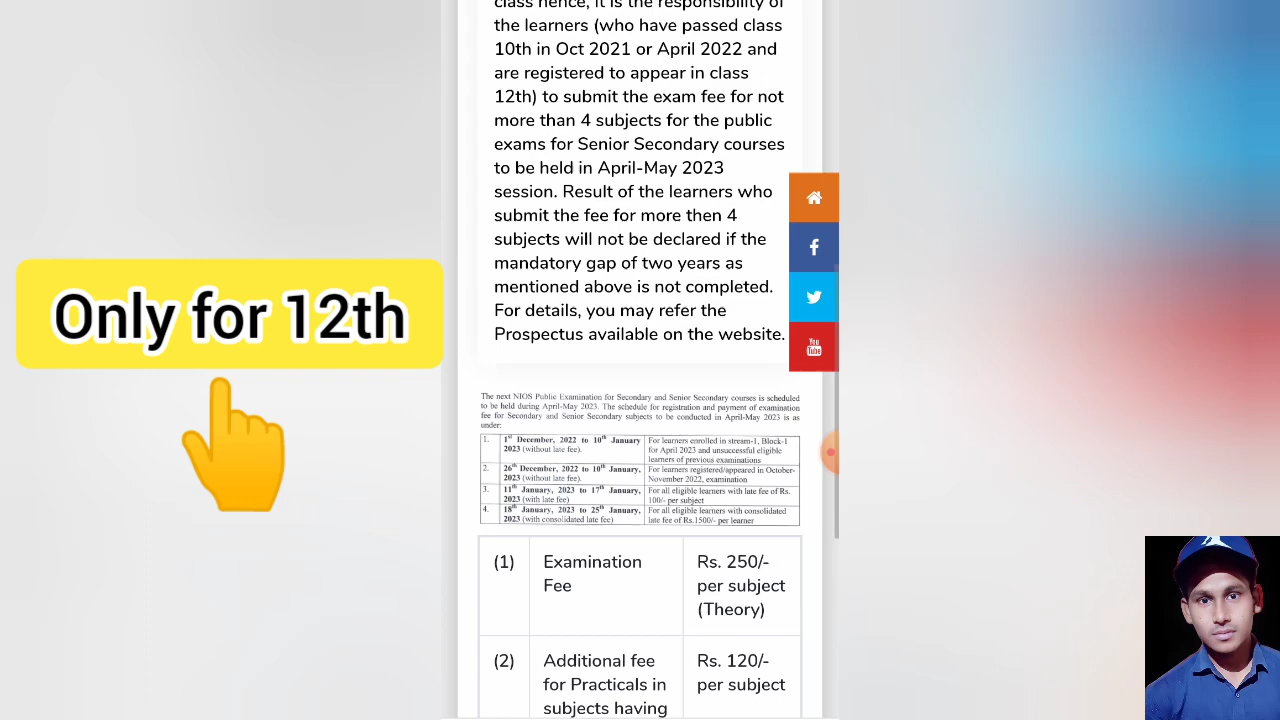 class hence, it is the responsibility of
the learners (who have passed class
10th in Oct 2021 or April 2022 and
are registered to appear in class
12th) to submit the exam fee for not
more than 4 subjects for the public
exams for Senior Secondary courses
to be held in April-May 2023
session. Result of the learners who
submit the fee for more then 4
subjects will not be declared if the
mandatory gap of two years as
mentioned above is not completed.
For details, you may refer the
Prospectus available on the website.
Only for 12th
You
Tube
The next NIOS Public Examination for Secondary and Senior Secondary courses is scheduled
to be held during April-May 2023. The schedule for registration and payment of examination
fee for Secondary and Senior Secondary subjects to be conducted in April-May 2023 is as
under:
1. 1st December, 2022 to 10th January For learners enrolled in stream-1, Block-1
2023 (without late fee). for April 2023 and unsuccessful eligible
learners of previous examinations
2. 26th December, 2022 to 10th January, For learners registered/appeared in October-
2023 (without late fee). November 2022, examination
3. 11th January, 2023 to 17th January, For all eligible learners with late fee of Rs.
2023 (with late fee) 100/- per subject
4. 18th January, 2023 to 25th January, For all eligible learners with consolidated
2023 (with consolidated late fee) late fee of Rs.1500/- per learner
(1) Examination Rs. 250/-
Fee per subject
(Theory)
(2) Additional fee Rs. 120/-
for Practicals in per subject
subjects having